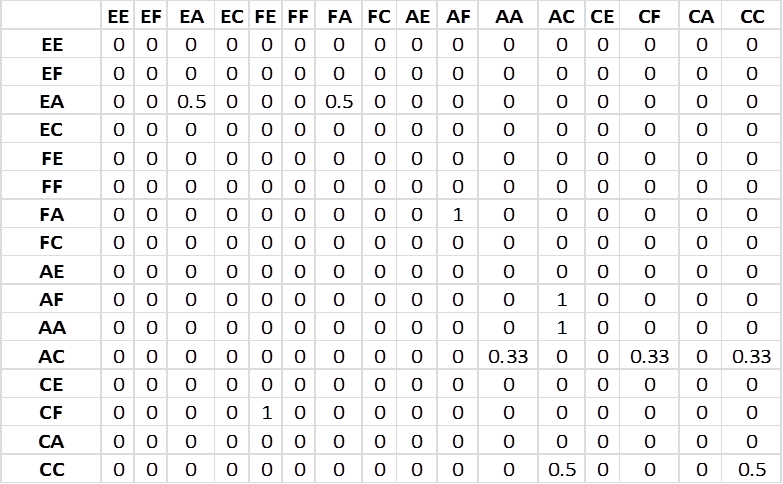 EE EF EA EC FE FF FA FC AE AF AA AC CE CF CA CC
EE 0 0 0 0 0 0 0 0 0 0 0 0 0 0 0 0
EF 0 0 0 0 0 0 0 0 0 0 0 0 0 0 0 0
EA 0 0 0.5 0 0 0 0.5 0 0 0 0 0 0 0 0 0
EC 0 0 0 0 0 0 0 0 0 0 0 0 0 0 0 0
FE 0 0 0 0 0 0 0 0 0 0 0 0 0 0 0 0
FF 0 0 0 0 0 0 0 0 0 0 0 0 0 0 0 0
FA 0 0 0 0 0 0 0 0 0 1 0 0 0 0 0 0
FC 0 0 0 0 0 0 0 0 0 0 0 0 0 0 0 0
AE 0 0 0 0 0 0 0 0 0 0 0 0 0 0 0 0
AF 0 0 0 0 0 0 0 0 0 0 0 1 0 0 0 0
AA 0 0 0 0 0 0 0 0 0 0 0 1 0 0 0 0
AC 0 0 0 0 0 0 0 0 0 0 0.33 0 0 0.33 0 0.33
CE 0 0 0 0 0 0 0 0 0 0 0 0 0 0 0 0
CF 0 0 0 0 1 0 0 0 0 0 0 0 0 0 0 0
CA 0 0 0 0 0 0 0 0 0 0 0 0 0 0 0 0
CC 0 0 0 0 0 0 0 0 0 0 0 0.5 0 0 0 0.5